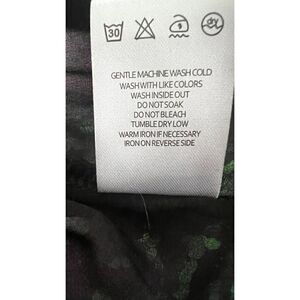 30
GENTLE MACHINE WASH COLD
WASH WITH LIKE COLORS
WASH INSIDE OUT
DO NOT SOAK
DO NOT BLEACH
TUMBLE DRY LOW
WARM IRON IF NECESSARY
IRON ON REVERSE SIDE